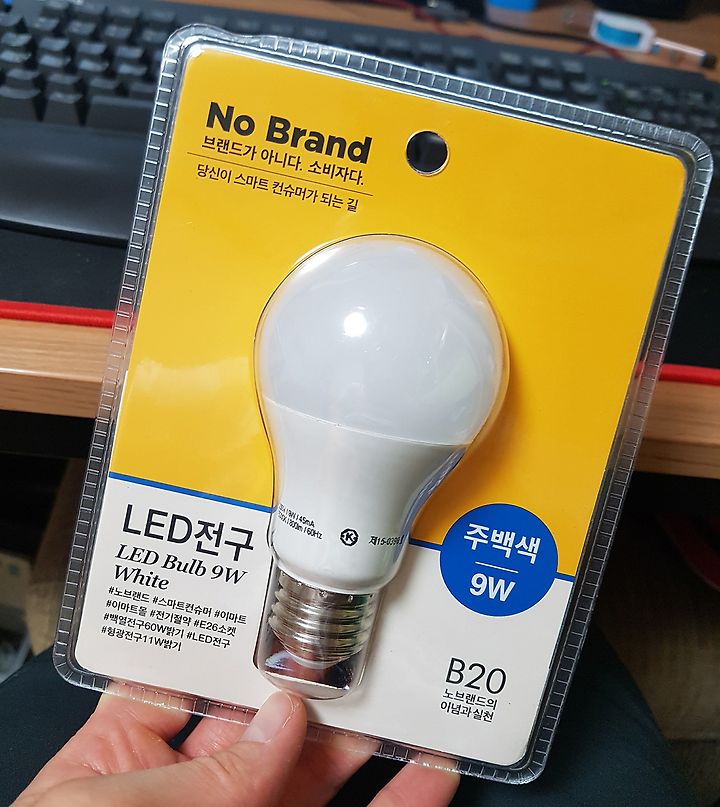 No Brand
브랜드가 아니다. 소비자다.
당신이 스마트 컨슈머가 되는 길
9W / 45mA
800lm / 60Hz
LED전구
LED Bulb 9W
White
#노브랜드 #스마트컨슈머 #이마트
#이마트몰 #전기절약 #E26소켓
#백열전구60W밝기 #LED전구
#형광전구11W밝기
주백색
9W
B20
노브랜드의
이념과 실천